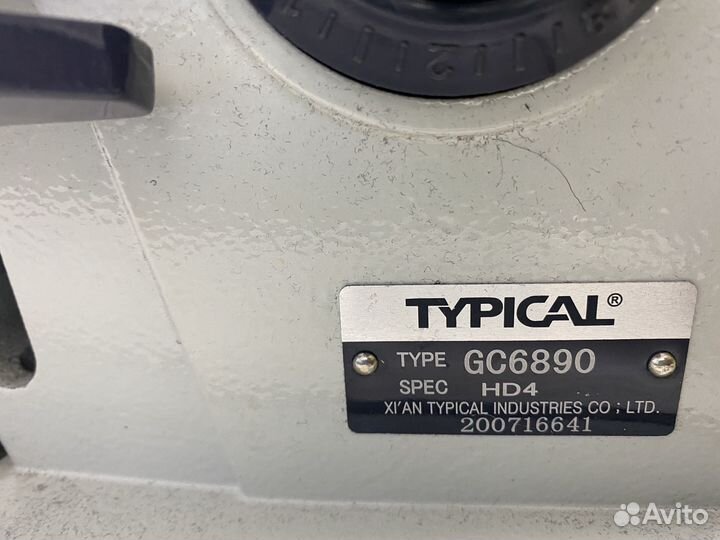 TYPICAL®
TYPE GC6890
SPEC HD4
XI'AN TYPICAL INDUSTRIES CO ; LTD.
200716641
Avito